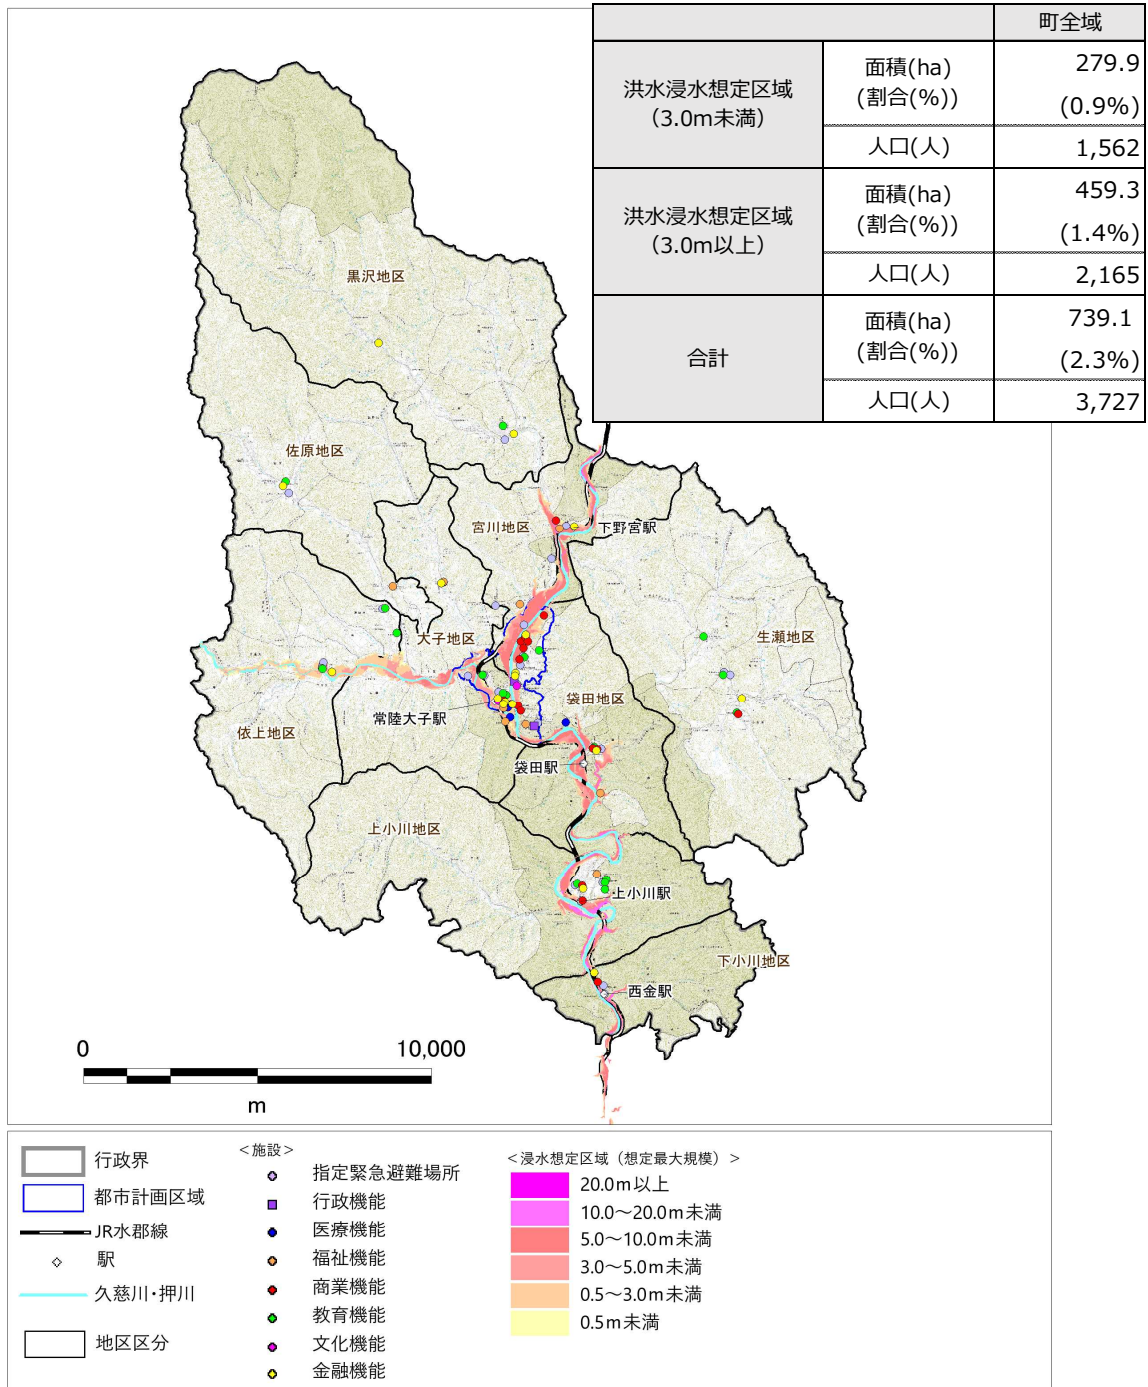 町全域
洪水浸水想定区域
（3.0m未満）
面積(ha)
(割合(%))
279.9
(0.9%)
人口(人)
1,562
洪水浸水想定区域
（3.0m以上）
面積(ha)
(割合(%))
459.3
(1.4%)
人口(人)
2,165
合計
面積(ha)
(割合(%))
739.1
(2.3%)
人口(人)
3,727
黒沢地区
佐原地区
宮川地区
下野宮駅
大子地区
生瀬地区
袋田地区
常陸大子駅
依上地区
袋田駅
上小川地区
上小川駅
下小川地区
西金駅
0
10,000
m
行政界
都市計画区域
JR水郡線
駅
久慈川・押川
地区区分
＜施設＞
指定緊急避難場所
行政機能
医療機能
福祉機能
商業機能
教育機能
文化機能
金融機能
＜浸水想定区域（想定最大規模）＞
20.0m以上
10.0～20.0m未満
5.0～10.0m未満
3.0～5.0m未満
0.5～3.0m未満
0.5m未満